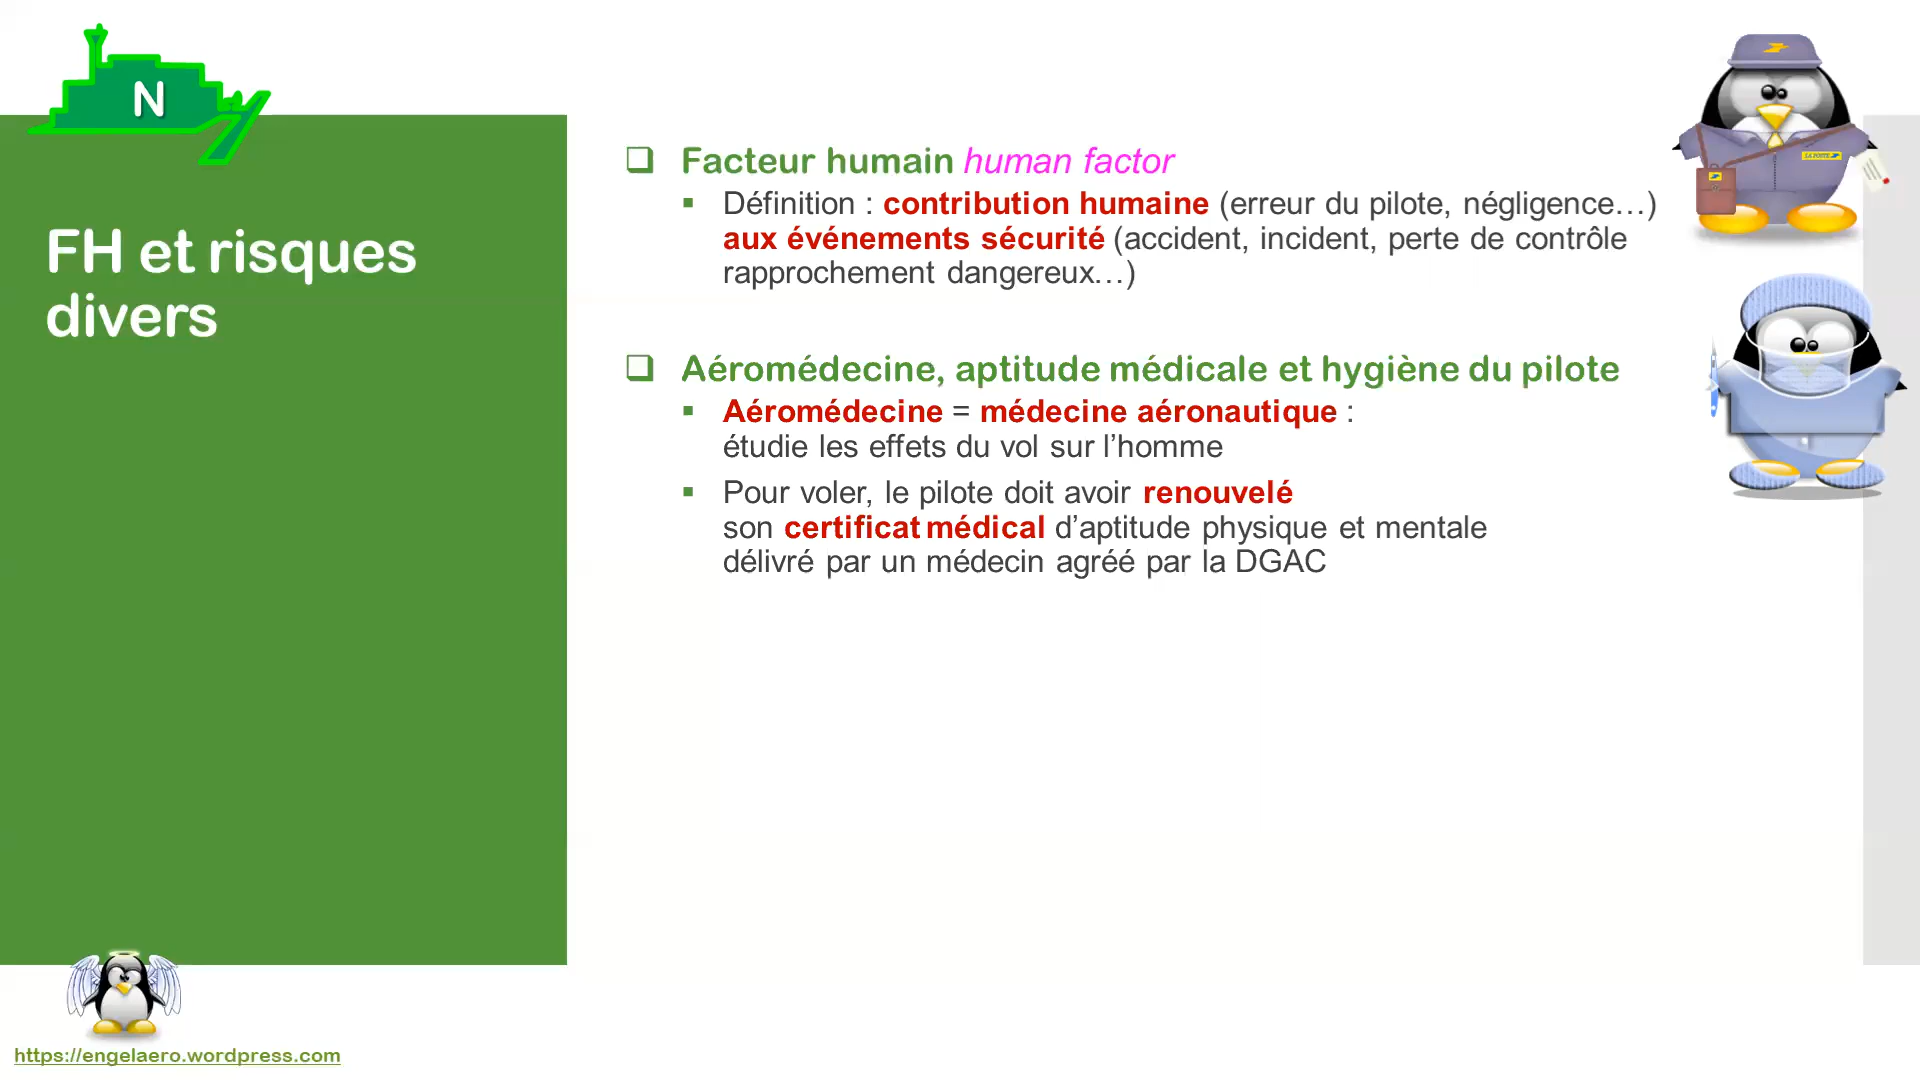 N
FH et risques
divers
Facteur humain human factor
Définition : contribution humaine (erreur du pilote, négligence…)
aux événements sécurité (accident, incident, perte de contrôle
rapprochement dangereux…)
Aéromédecine, aptitude médicale et hygiène du pilote
Aéromédecine = médecine aéronautique :
étudie les effets du vol sur l’homme
Pour voler, le pilote doit avoir renouvelé
son certificat médical d’aptitude physique et mentale
délivré par un médecin agréé par la DGAC
LA POSTE
https://engelaero.wordpress.com